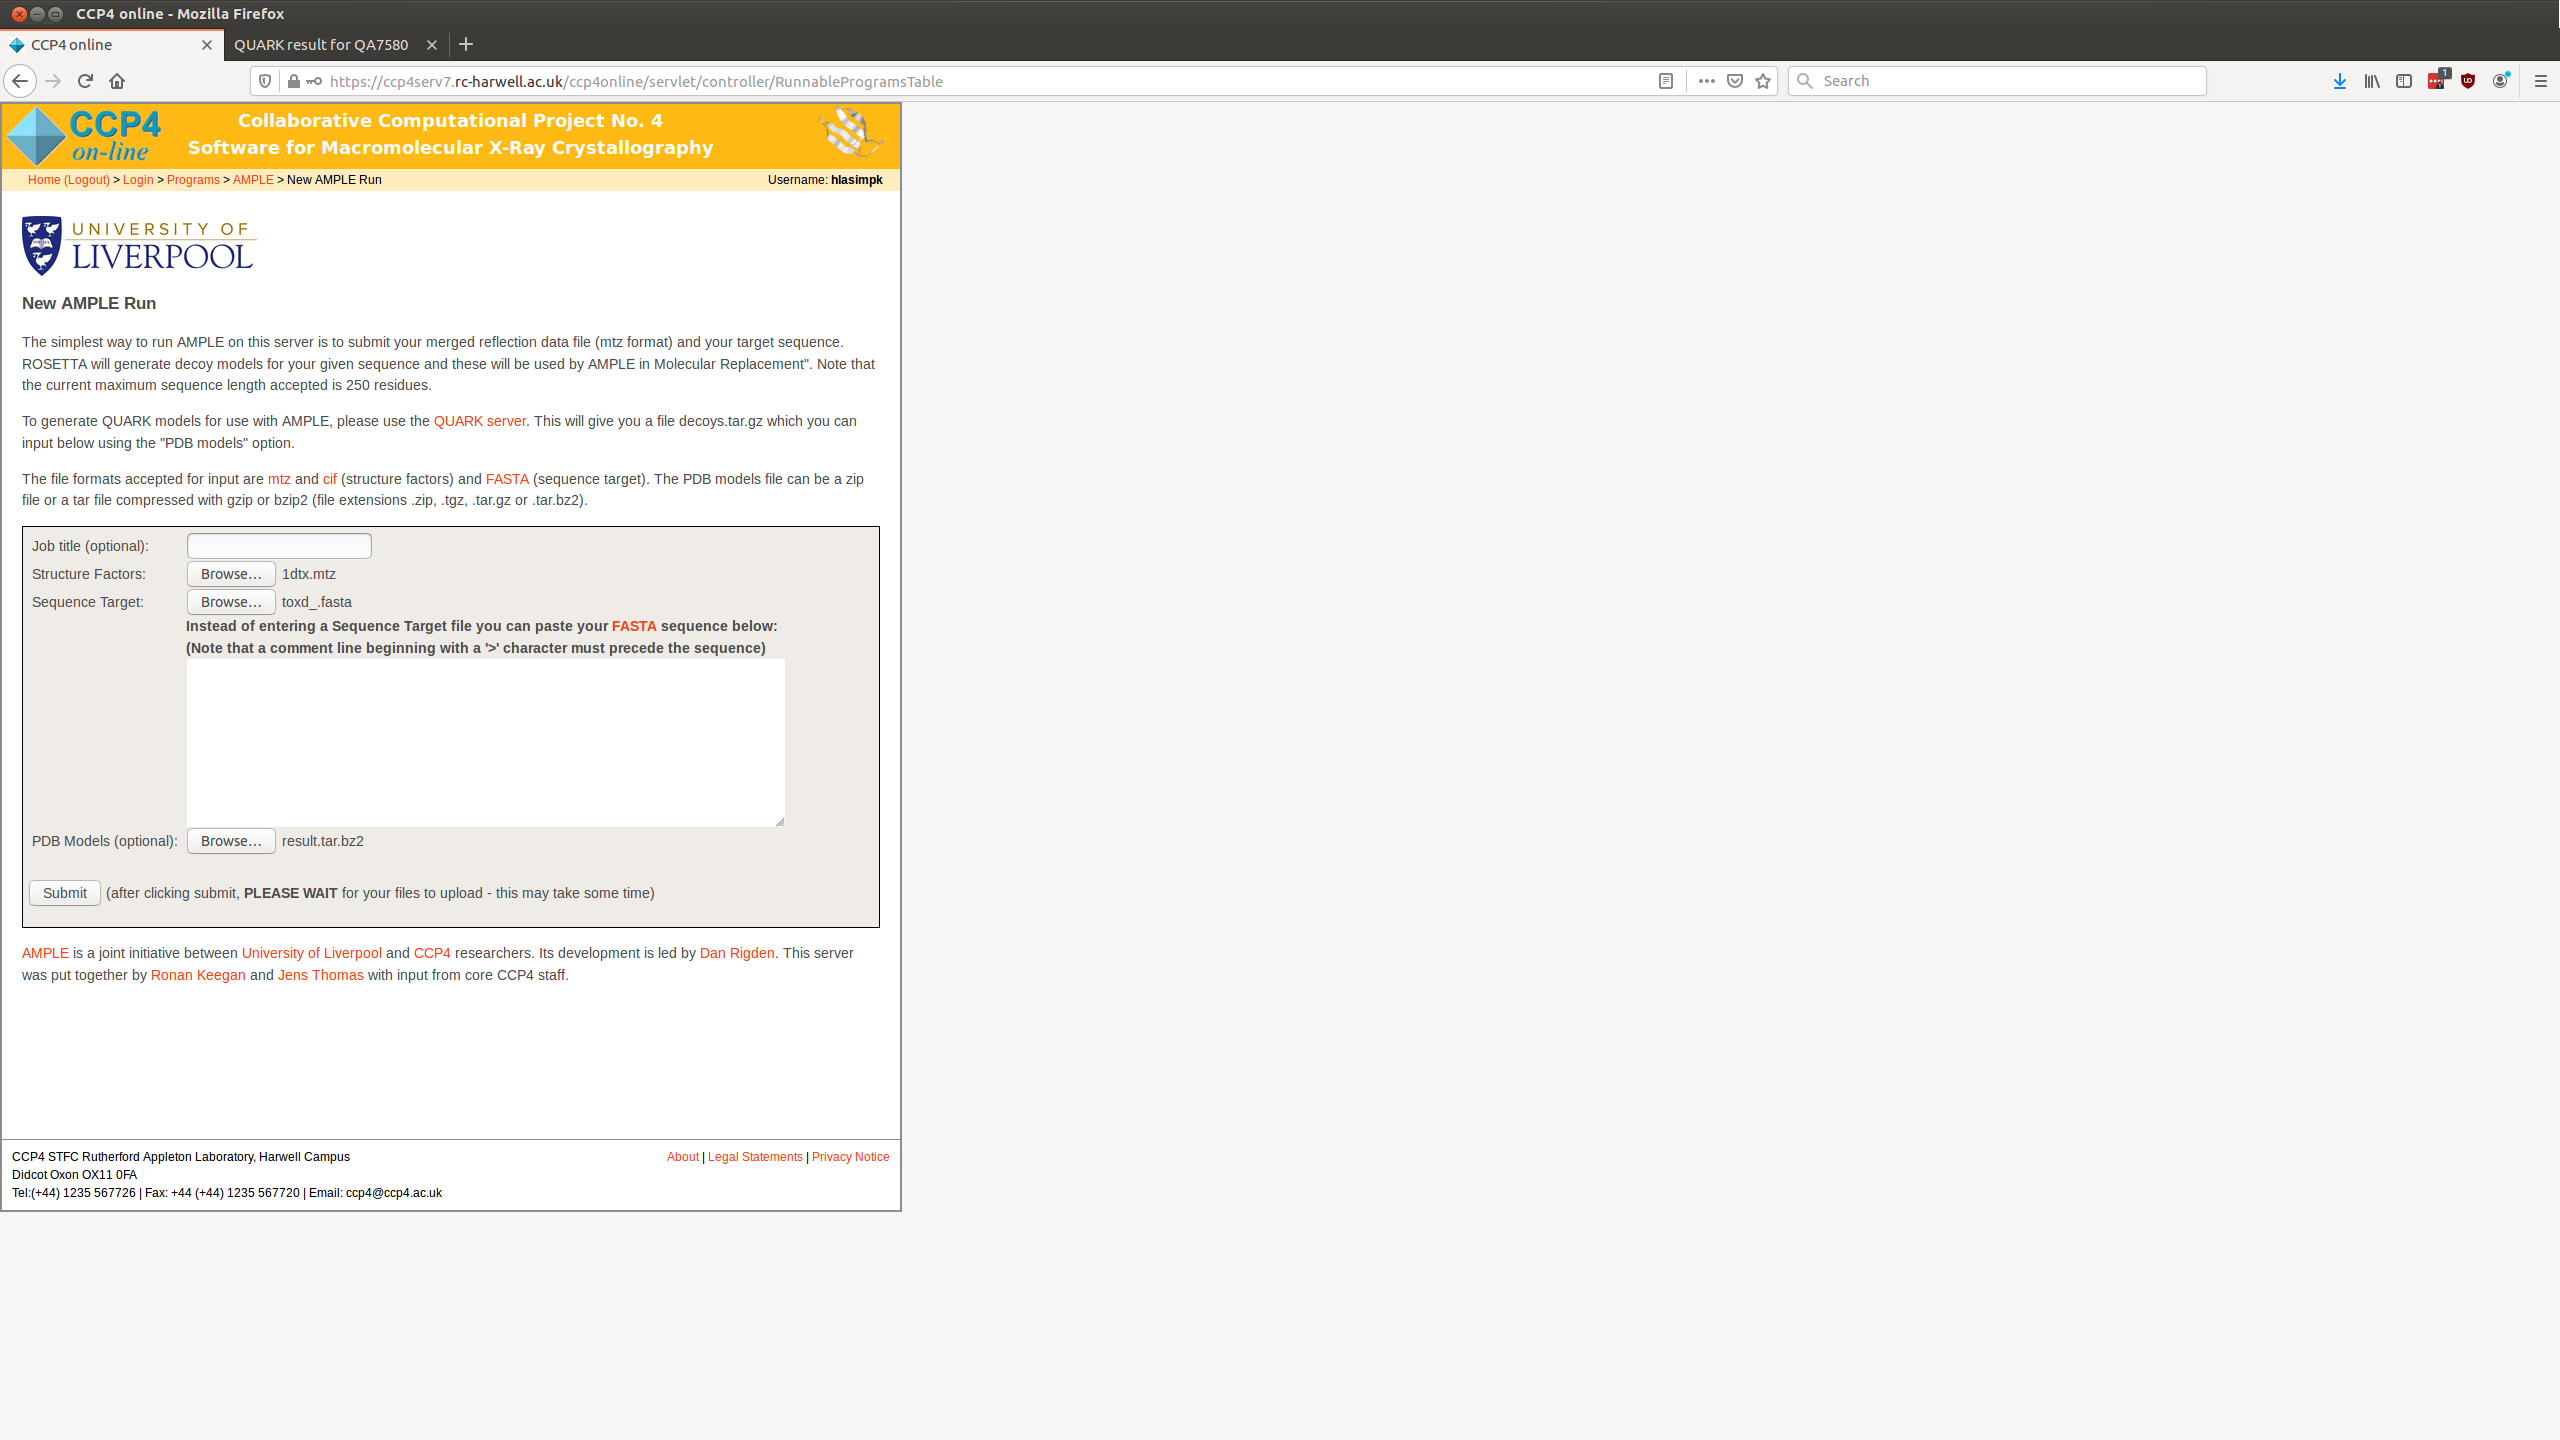 CCP4 online - Mozilla Firefox
CCP4 online
QUARK result for QA7580
https://ccp4serv7.rc-harwell.ac.uk/ccp4online/servlet/controller/RunnableProgramsTable
Search
1
CCP4
on-line
Collaborative Computational Project No. 4
Software for Macromolecular X-Ray Crystallography
Home (Logout) > Login > Programs > AMPLE > New AMPLE Run
Username: hlasimpk
UNIVERSITY OF
LIVERPOOL
New AMPLE Run
The simplest way to run AMPLE on this server is to submit your merged reflection data file (mtz format) and your target sequence.
ROSETTA will generate decoy models for your given sequence and these will be used by AMPLE in Molecular Replacement". Note that
the current maximum sequence length accepted is 250 residues.
To generate QUARK models for use with AMPLE, please use the QUARK server. This will give you a file decoys.tar.gz which you can
input below using the "PDB models" option.
The file formats accepted for input are mtz and cif (structure factors) and FASTA (sequence target). The PDB models file can be a zip
file or a tar file compressed with gzip or bzip2 (file extensions .zip, .tgz, .tar.gz or .tar.bz2).
Job title (optional):
Structure Factors: Browse... 1dtx.mtz
Sequence Target: Browse... toxd_.fasta
Instead of entering a Sequence Target file you can paste your FASTA sequence below:
(Note that a comment line beginning with a '>' character must precede the sequence)
PDB Models (optional): Browse... result.tar.bz2
Submit (after clicking submit, PLEASE WAIT for your files to upload - this may take some time)
AMPLE is a joint initiative between University of Liverpool and CCP4 researchers. Its development is led by Dan Rigden. This server
was put together by Ronan Keegan and Jens Thomas with input from core CCP4 staff.
CCP4 STFC Rutherford Appleton Laboratory, Harwell Campus
Didcot Oxon OX11 0FA
Tel:(+44) 1235 567726 | Fax: +44 (+44) 1235 567720 | Email: ccp4@ccp4.ac.uk
About | Legal Statements | Privacy Notice